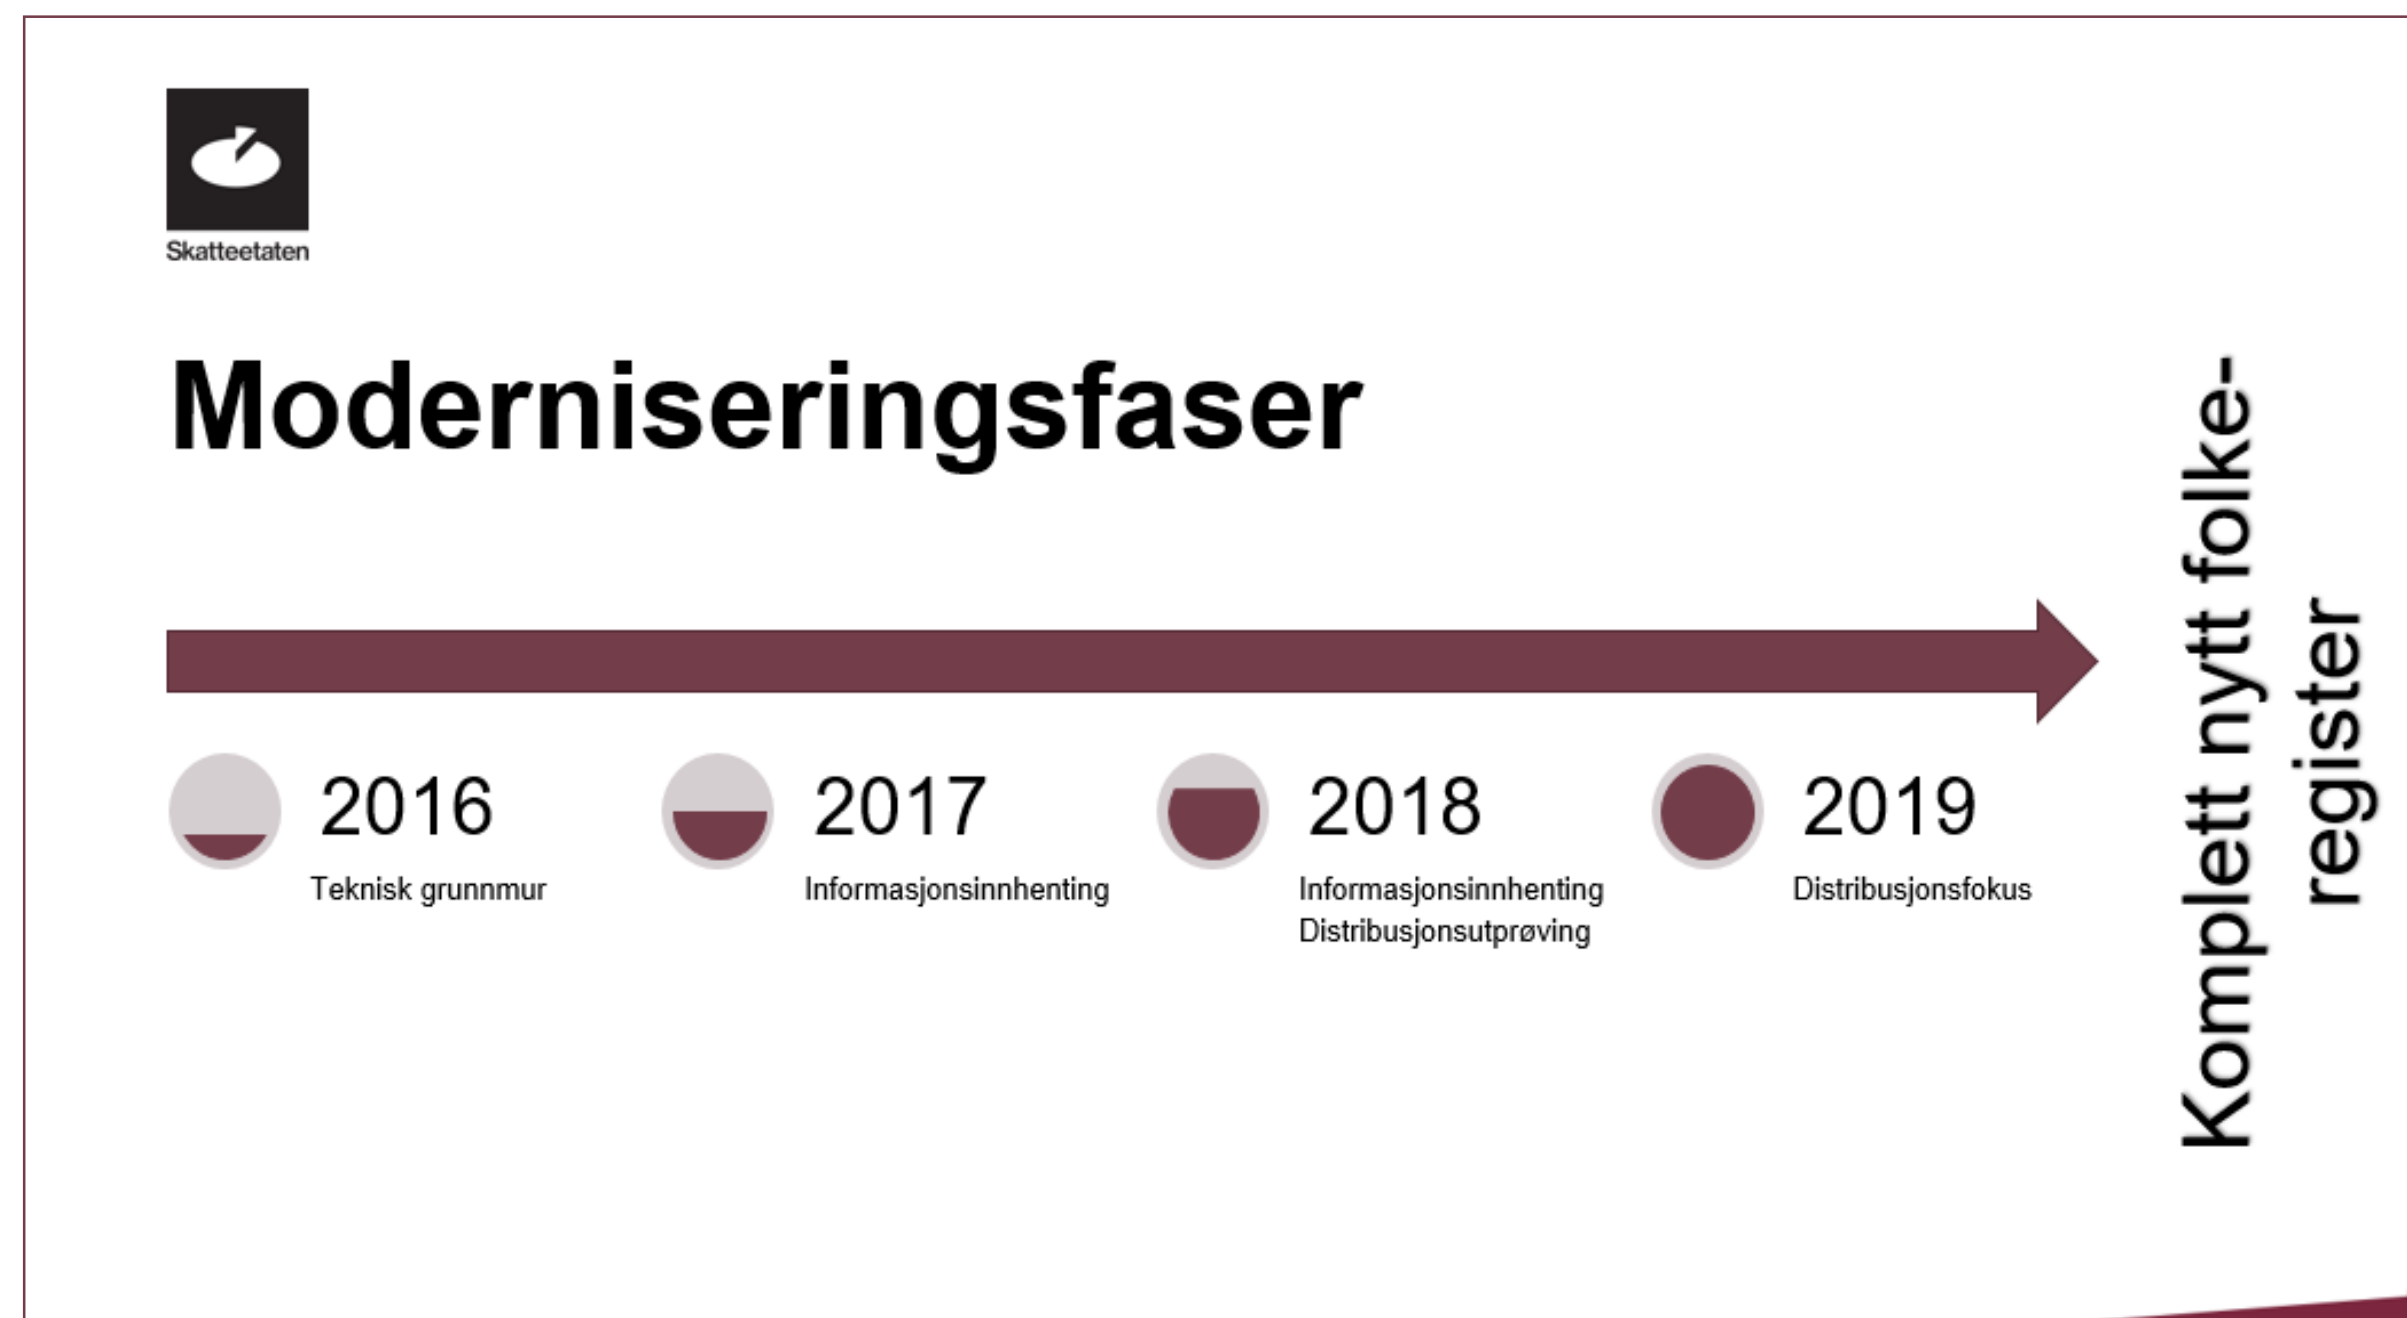 Skatteetaten
Moderniseringsfaser
2016
Teknisk grunnmur
2017
Informasjonsinnhenting
2018
Informasjonsinnhenting
Distribusjonsutprøving
2019
Distribusjonsfokus
Komplett nytt folke-
register